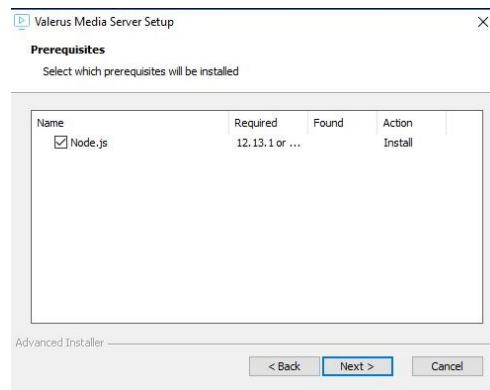 Valerus Media Server Setup
Prerequisites
Select which prerequisites will be installed
Name Required Found Action
Node.js 12.13.1 or ... Install
Advanced Installer
< Back Next > Cancel